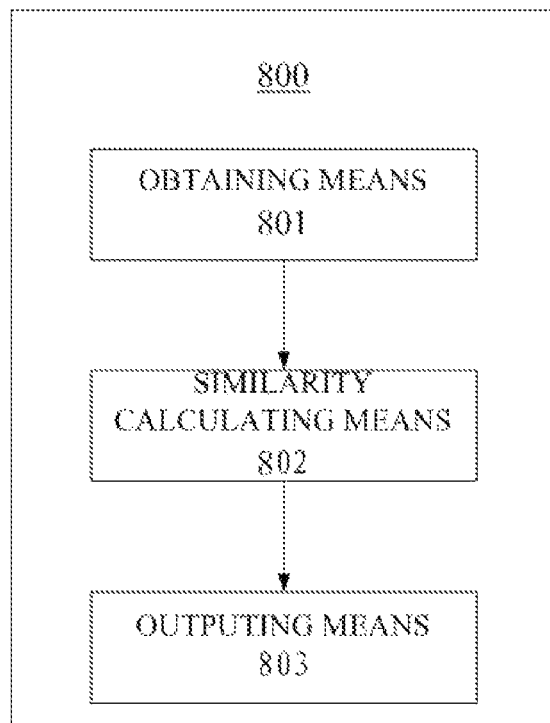 800
OBTAINING MEANS
801
SIMILARITY
CALCULATING MEANS
802
OUTPUTING MEANS
803